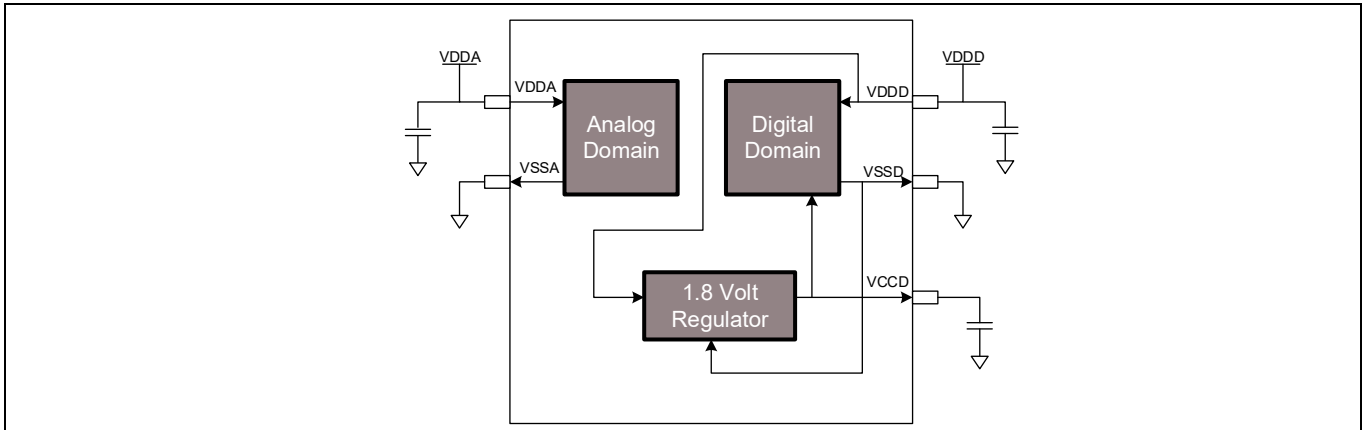 VDDA
VDDD
VDDA
VDDD
Analog
Domain
Digital
Domain
VSSA
VSSD
1.8 Volt
Regulator
VCCD